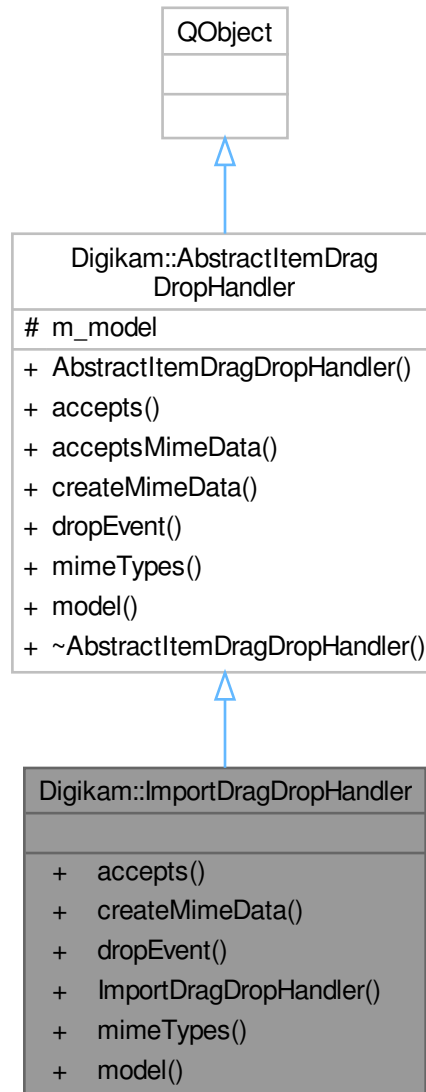 QObject
Digikam::AbstractItemDrag
DropHandler
# m_model
+ AbstractItemDragDropHandler()
+ accepts()
+ acceptsMimeData()
+ createMimeData()
+ dropEvent()
+ mimeTypes()
+ model()
+ ~AbstractItemDragDropHandler()
Digikam::ImportDragDropHandler
+ accepts()
+ createMimeData()
+ dropEvent()
+ ImportDragDropHandler()
+ mimeTypes()
+ model()